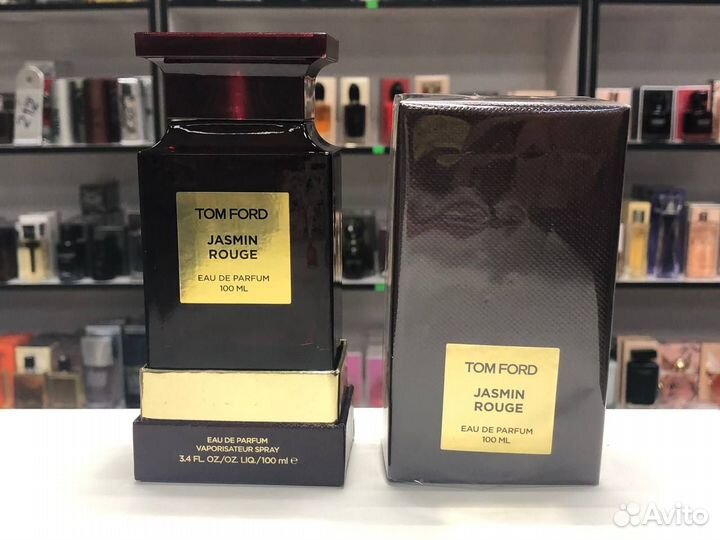 TOM FORD
JASMIN
ROUGE
EAU DE PARFUM
100 ML
EAU DE PARFUM
VAPORISATEUR SPRAY
3.4 FL. OZ./OZ. LIQ./100 ml ℮
TOM FORD
JASMIN
ROUGE
EAU DE PARFUM
100 ML
Avito